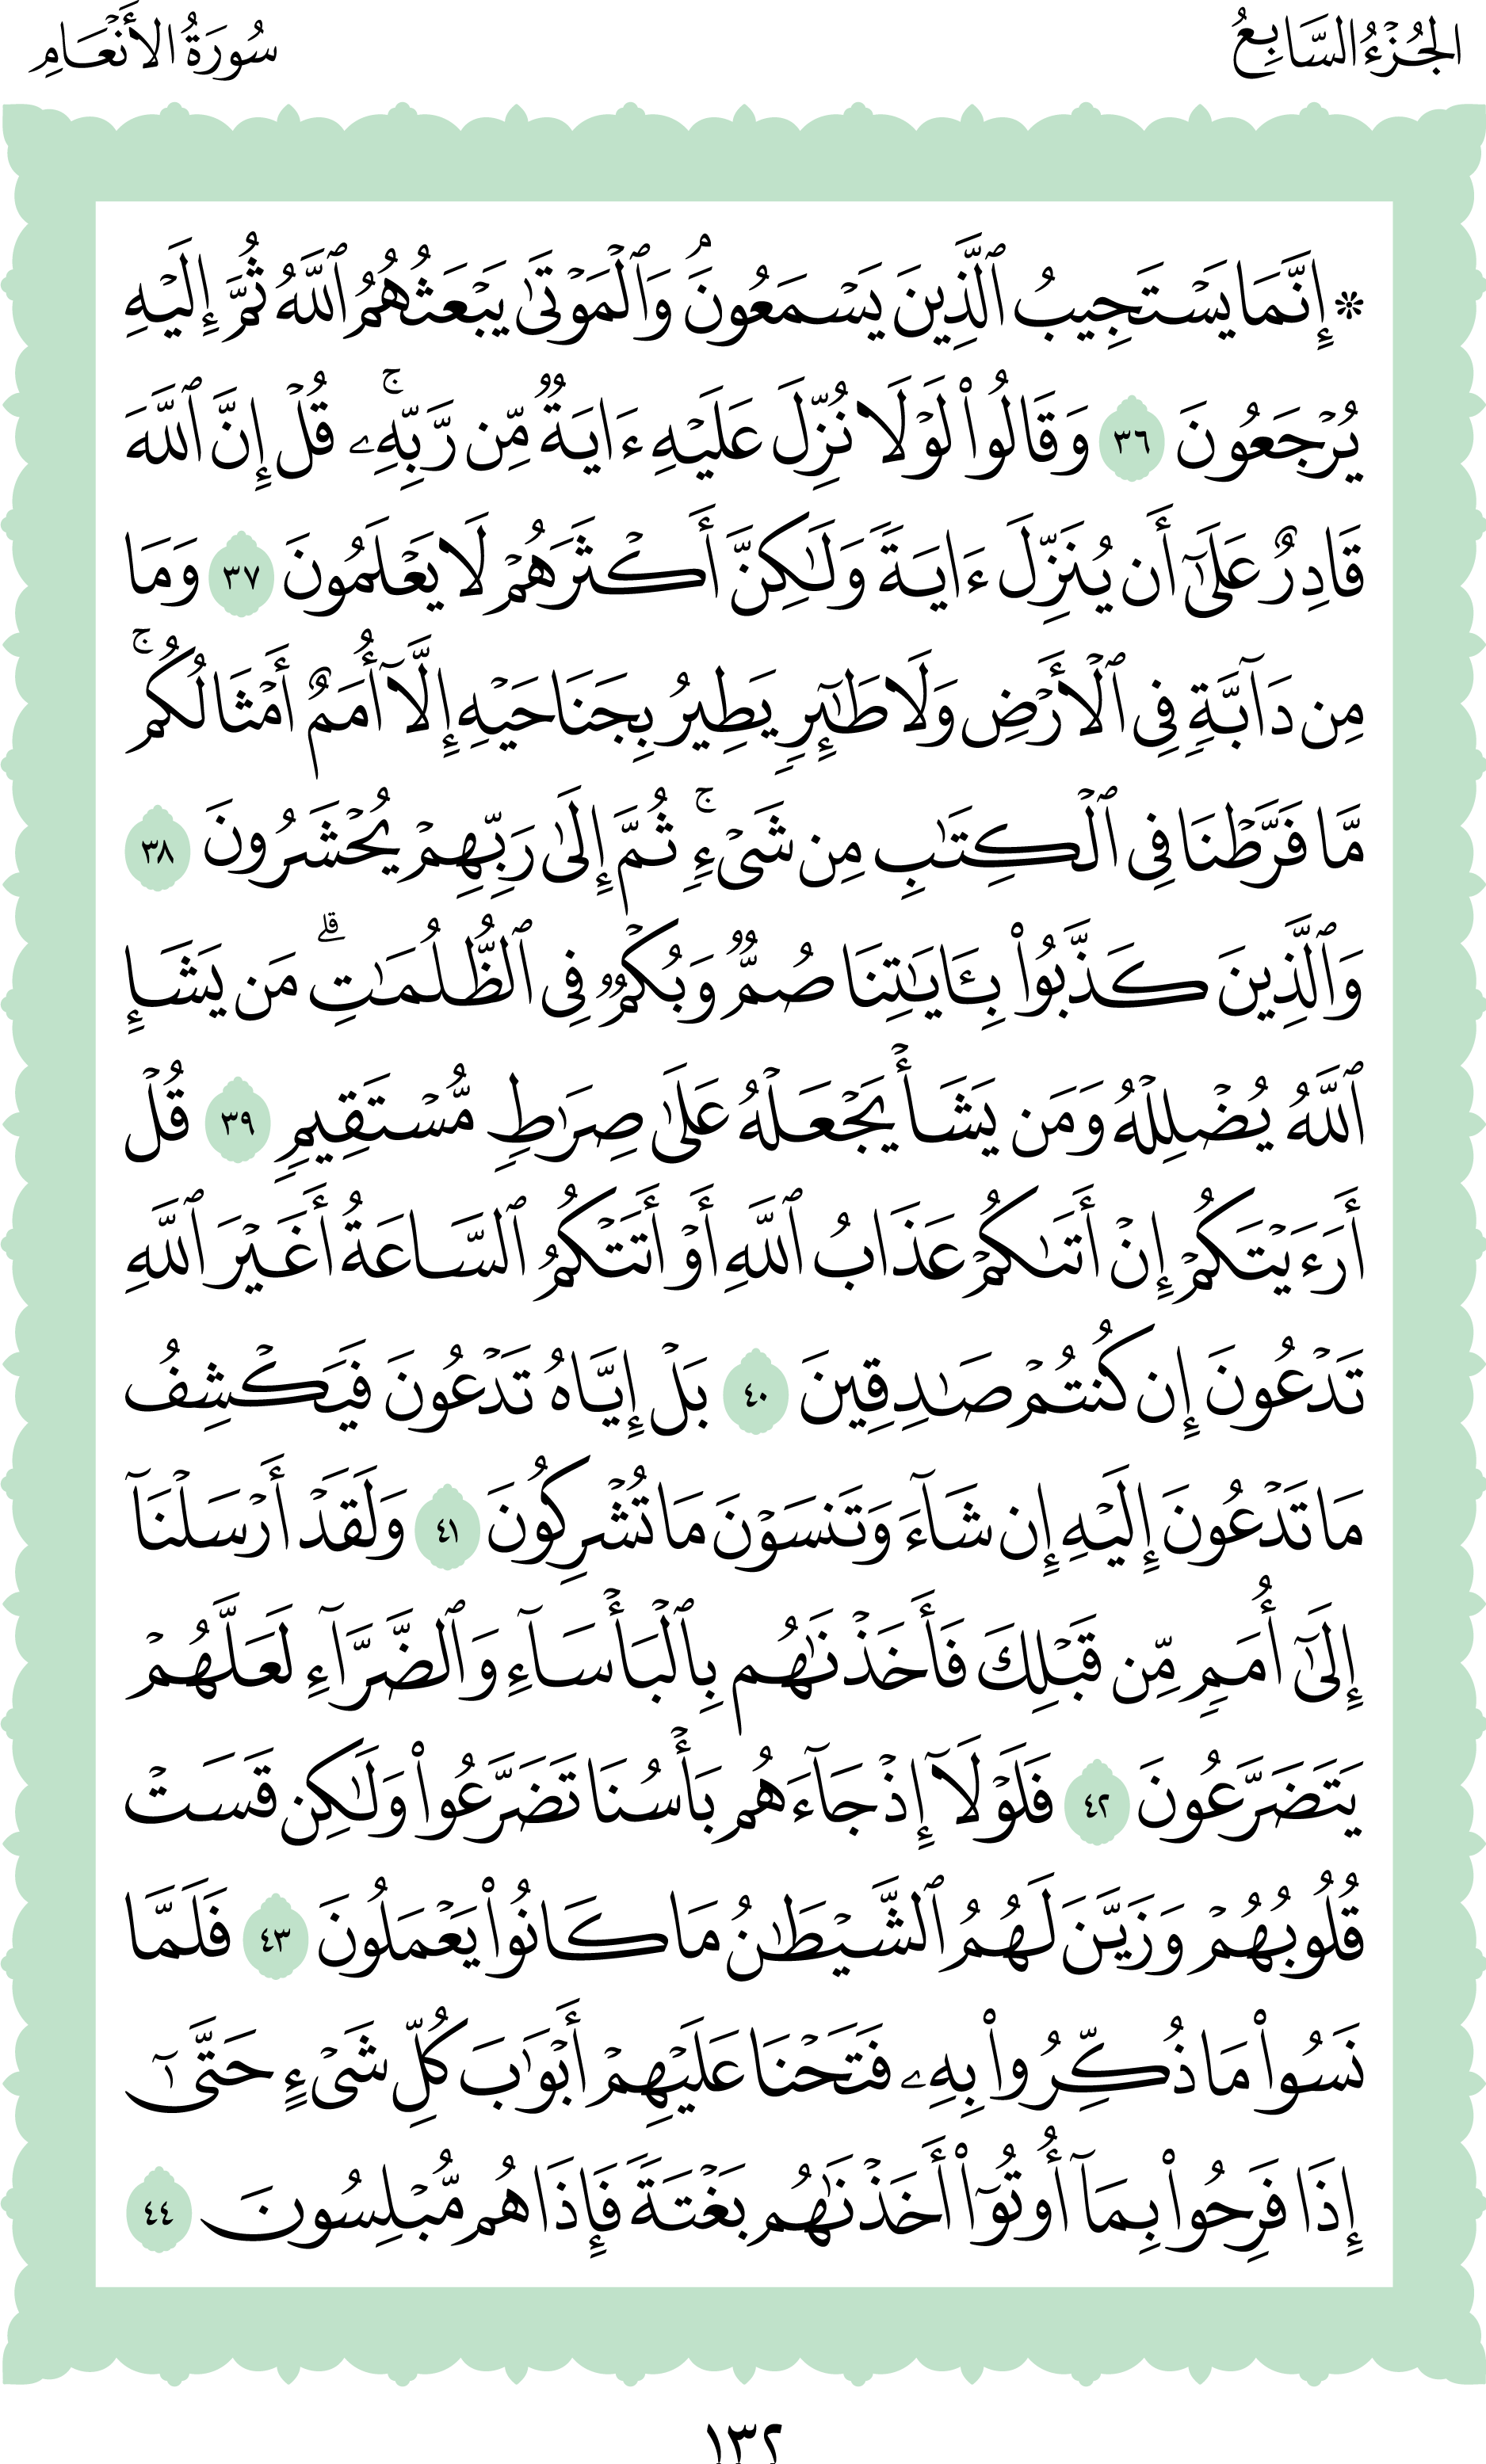 الجُزْءُ السَّابِعُ
سُورَةُ الأَنْعَامِ
* إِنَّمَا يَسْتَجِيبُ ٱلَّذِينَ يَسْمَعُونَۘ وَٱلْمَوْتَىٰ يَبْعَثُهُمُ ٱللَّهُ ثُمَّ إِلَيْهِ
يُرْجَعُونَ ٣٦ وَقَالُوا۟ لَوْلَا نُزِّلَ عَلَيْهِ ءَايَةٌ مِّن رَّبِّهِۦۚ قُلْ إِنَّ ٱللَّهَ
قَادِرٌ عَلَىٰٓ أَن يُنَزِّلَ ءَايَةً وَلَـٰكِنَّ أَكْثَرَهُمْ لَا يَعْلَمُونَ ٣٧ وَمَا
مِن دَآبَّةٍ فِى ٱلْأَرْضِ وَلَا طَـٰٓئِرٍ يَطِيرُ بِجَنَاحَيْهِ إِلَّآ أُمَمٌ أَمْثَالُكُمۚ
مَّا فَرَّطْنَا فِى ٱلْكِتَـٰبِ مِن شَىْءٍۚ ثُمَّ إِلَىٰ رَبِّهِمْ يُحْشَرُونَ ٣٨
وَٱلَّذِينَ كَذَّبُوا۟ بِـَٔايَـٰتِنَا صُمٌّ وَبُكْمٌ فِى ٱلظُّلُمَـٰتِۗ مَن يَشَإِ
ٱللَّهُ يُضْلِلْهُ وَمَن يَشَأْ يَجْعَلْهُ عَلَىٰ صِرَٰطٍ مُّسْتَقِيمٍ ٣٩ قُلْ
أَرَءَيْتَكُمْ إِنْ أَتَىٰكُمْ عَذَابُ ٱللَّهِ أَوْ أَتَتْكُمُ ٱلسَّاعَةُ أَغَيْرَ ٱللَّهِ
تَدْعُونَ إِن كُنتُمْ صَـٰدِقِينَ ٤٠ بَلْ إِيَّاهُ تَدْعُونَ فَيَكْشِفُ
مَا تَدْعُونَ إِلَيْهِ إِن شَآءَ وَتَنسَوْنَ مَا تُشْرِكُونَ ٤١ وَلَقَدْ أَرْسَلْنَآ
إِلَىٰٓ أُمَمٍ مِّن قَبْلِكَ فَأَخَذْنَـٰهُم بِٱلْبَأْسَآءِ وَٱلضَّرَّآءِ لَعَلَّهُمْ
يَتَضَرَّعُونَ ٤٢ فَلَوْلَآ إِذْ جَآءَهُم بَأْسُنَا تَضَرَّعُوا۟ وَلَـٰكِن قَسَتْ
قُلُوبُهُمْ وَزَيَّنَ لَهُمُ ٱلشَّيْطَـٰنُ مَا كَانُوا۟ يَعْمَلُونَ ٤٣ فَلَمَّا
نَسُوا۟ مَا ذُكِّرُوا۟ بِهِۦ فَتَحْنَا عَلَيْهِمْ أَبْوَٰبَ كُلِّ شَىْءٍ حَتَّىٰٓ
إِذَا فَرِحُوا۟ بِمَآ أُوتُوٓا۟ أَخَذْنَـٰهُم بَغْتَةً فَإِذَا هُم مُّبْلِسُونَ ٤٤
١٣٢